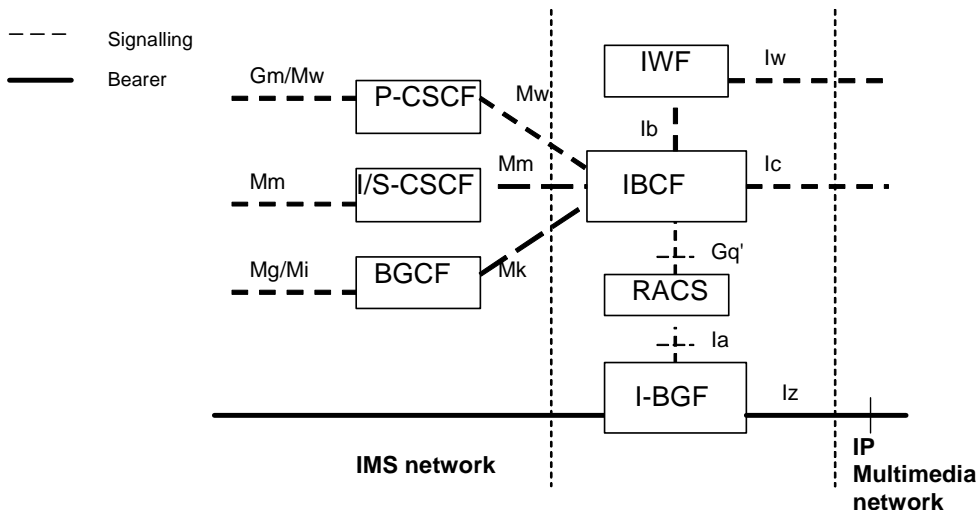 Signalling
Bearer
IWF
Iw
Gm/Mw
P-CSCF
Mw
Ib
Mm
I/S-CSCF
Mm
IBCF
Ic
Mg/Mi
BGCF
Mk
Gq'
RACS
Ia
I-BGF
Iz
IMS network
IP
Multimedia
network